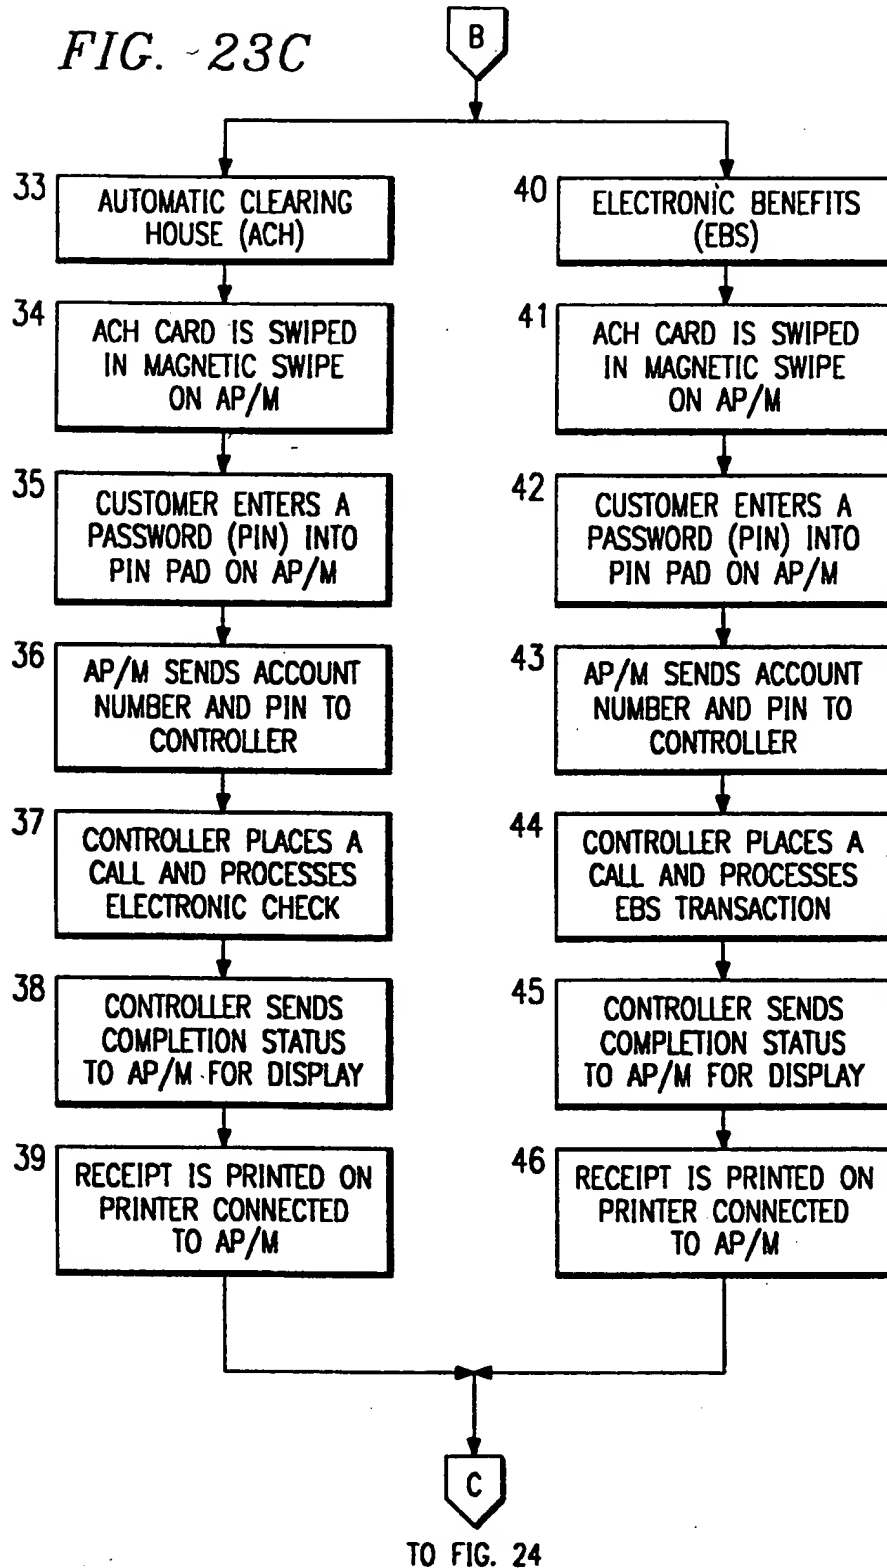 FIG. 23C
B
33
AUTOMATIC CLEARING
HOUSE (ACH)
34
ACH CARD IS SWIPED
IN MAGNETIC SWIPE
ON AP/M
35
CUSTOMER ENTERS A
PASSWORD (PIN) INTO
PIN PAD ON AP/M
36
AP/M SENDS ACCOUNT
NUMBER AND PIN TO
CONTROLLER
37
CONTROLLER PLACES A
CALL AND PROCESSES
ELECTRONIC CHECK
38
CONTROLLER SENDS
COMPLETION STATUS
TO AP/M FOR DISPLAY
39
RECEIPT IS PRINTED ON
PRINTER CONNECTED
TO AP/M
40
ELECTRONIC BENEFITS
(EBS)
41
ACH CARD IS SWIPED
IN MAGNETIC SWIPE
ON AP/M
42
CUSTOMER ENTERS A
PASSWORD (PIN) INTO
PIN PAD ON AP/M
43
AP/M SENDS ACCOUNT
NUMBER AND PIN TO
CONTROLLER
44
CONTROLLER PLACES A
CALL AND PROCESSES
EBS TRANSACTION
45
CONTROLLER SENDS
COMPLETION STATUS
TO AP/M FOR DISPLAY
46
RECEIPT IS PRINTED ON
PRINTER CONNECTED
TO AP/M
C
TO FIG. 24